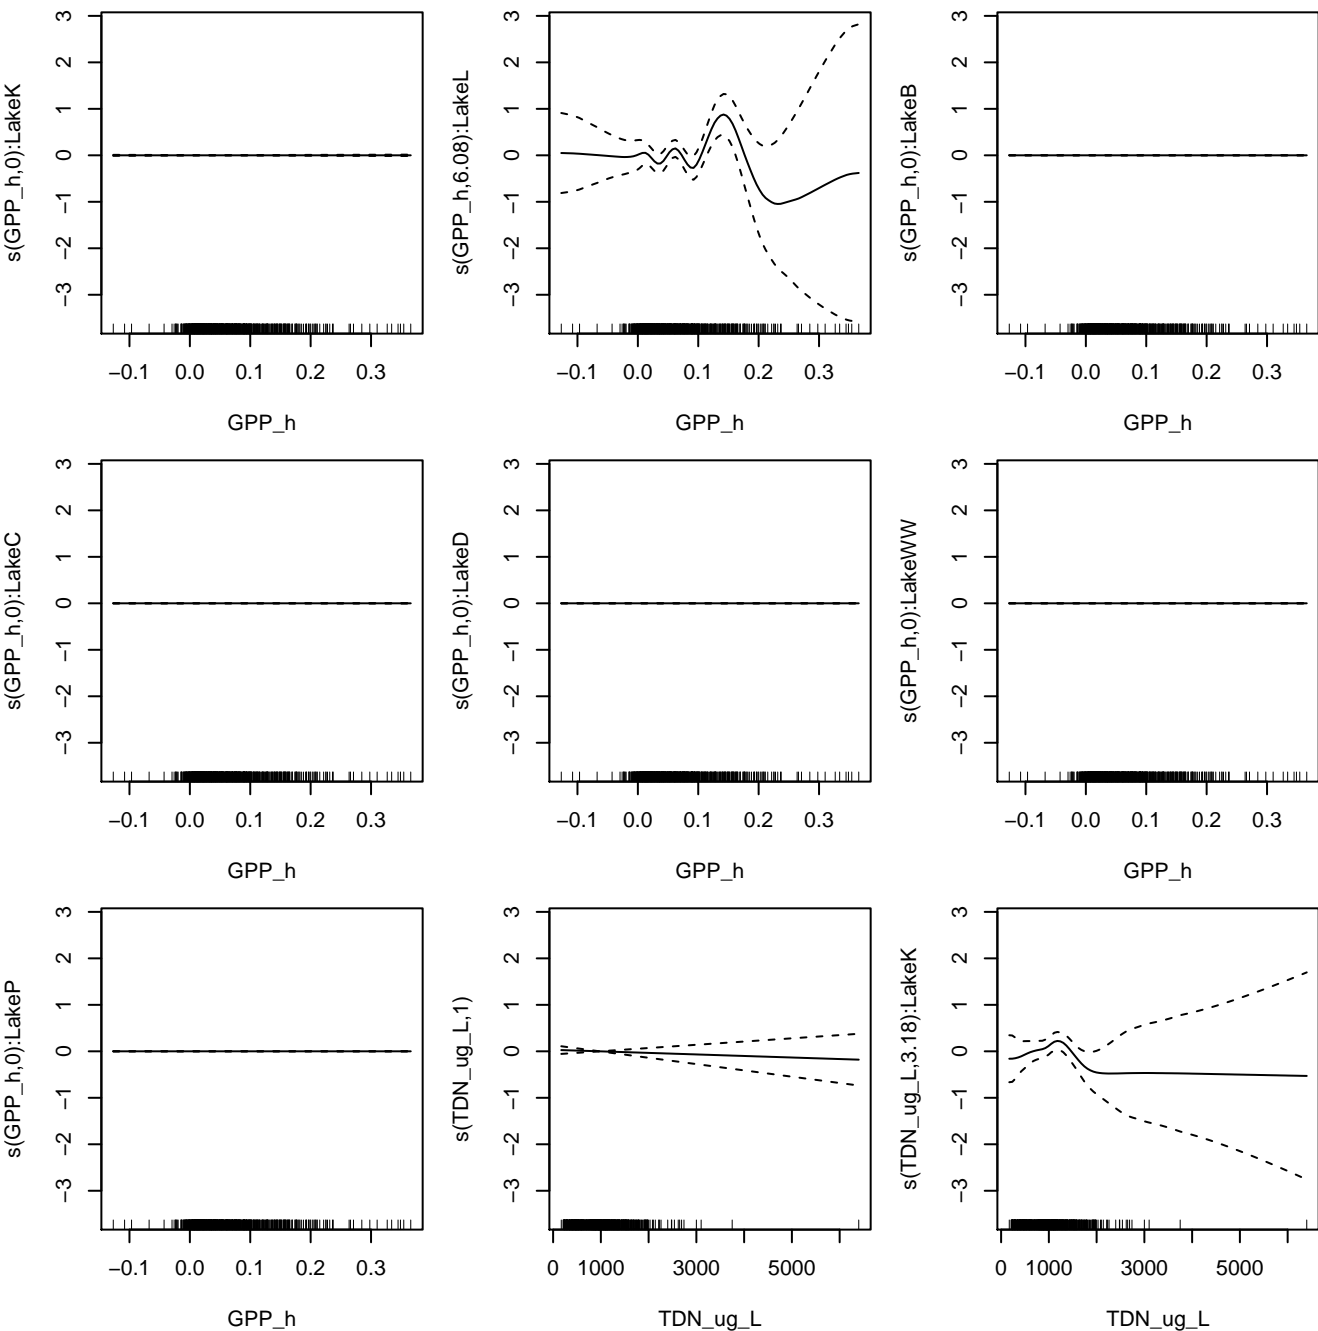 3
2
1
0
−1
−2
−3
s(GPP_h,0):LakeK
−0.1 0.0 0.1 0.2 0.3
GPP_h
3
2
1
0
−1
−2
−3
s(GPP_h,6.08):LakeL
−0.1 0.0 0.1 0.2 0.3
GPP_h
3
2
1
0
−1
−2
−3
s(GPP_h,0):LakeB
−0.1 0.0 0.1 0.2 0.3
GPP_h
3
2
1
0
−1
−2
−3
s(GPP_h,0):LakeC
−0.1 0.0 0.1 0.2 0.3
GPP_h
3
2
1
0
−1
−2
−3
s(GPP_h,0):LakeD
−0.1 0.0 0.1 0.2 0.3
GPP_h
3
2
1
0
−1
−2
−3
s(GPP_h,0):LakeWW
−0.1 0.0 0.1 0.2 0.3
GPP_h
3
2
1
0
−1
−2
−3
s(GPP_h,0):LakeP
−0.1 0.0 0.1 0.2 0.3
GPP_h
3
2
1
0
−1
−2
−3
s(TDN_ug_L,1)
0 1000 3000 5000
TDN_ug_L
3
2
1
0
−1
−2
−3
s(TDN_ug_L,3.18):LakeK
0 1000 3000 5000
TDN_ug_L